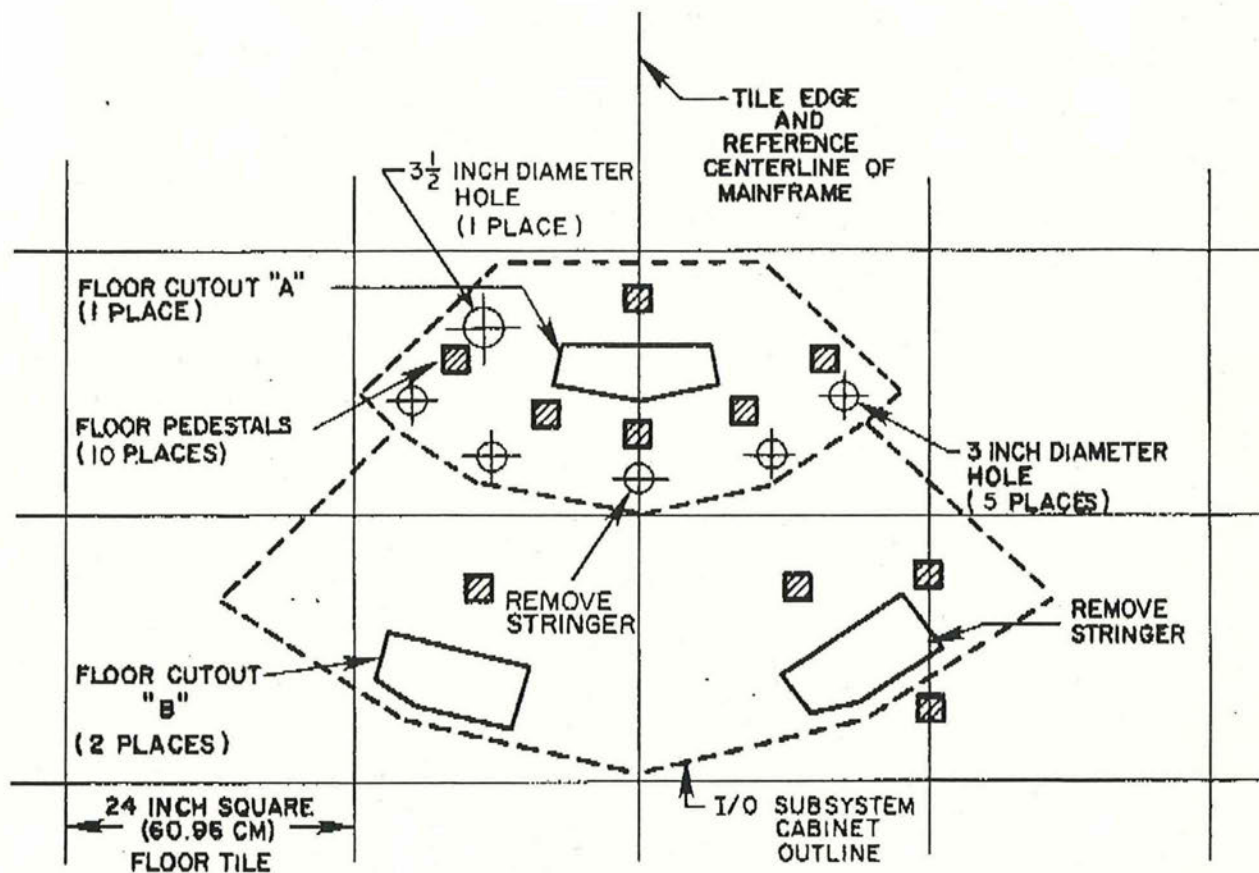 TILE EDGE
AND
REFERENCE
CENTERLINE OF
MAINFRAME
3 1/2 INCH DIAMETER
HOLE
(1 PLACE)
FLOOR CUTOUT "A"
(1 PLACE)
FLOOR PEDESTALS
(10 PLACES)
3 INCH DIAMETER
HOLE
(5 PLACES)
REMOVE
STRINGER
REMOVE
STRINGER
FLOOR CUTOUT
"B"
(2 PLACES)
24 INCH SQUARE
(60.96 CM)
FLOOR TILE
I/O SUBSYSTEM
CABINET
OUTLINE